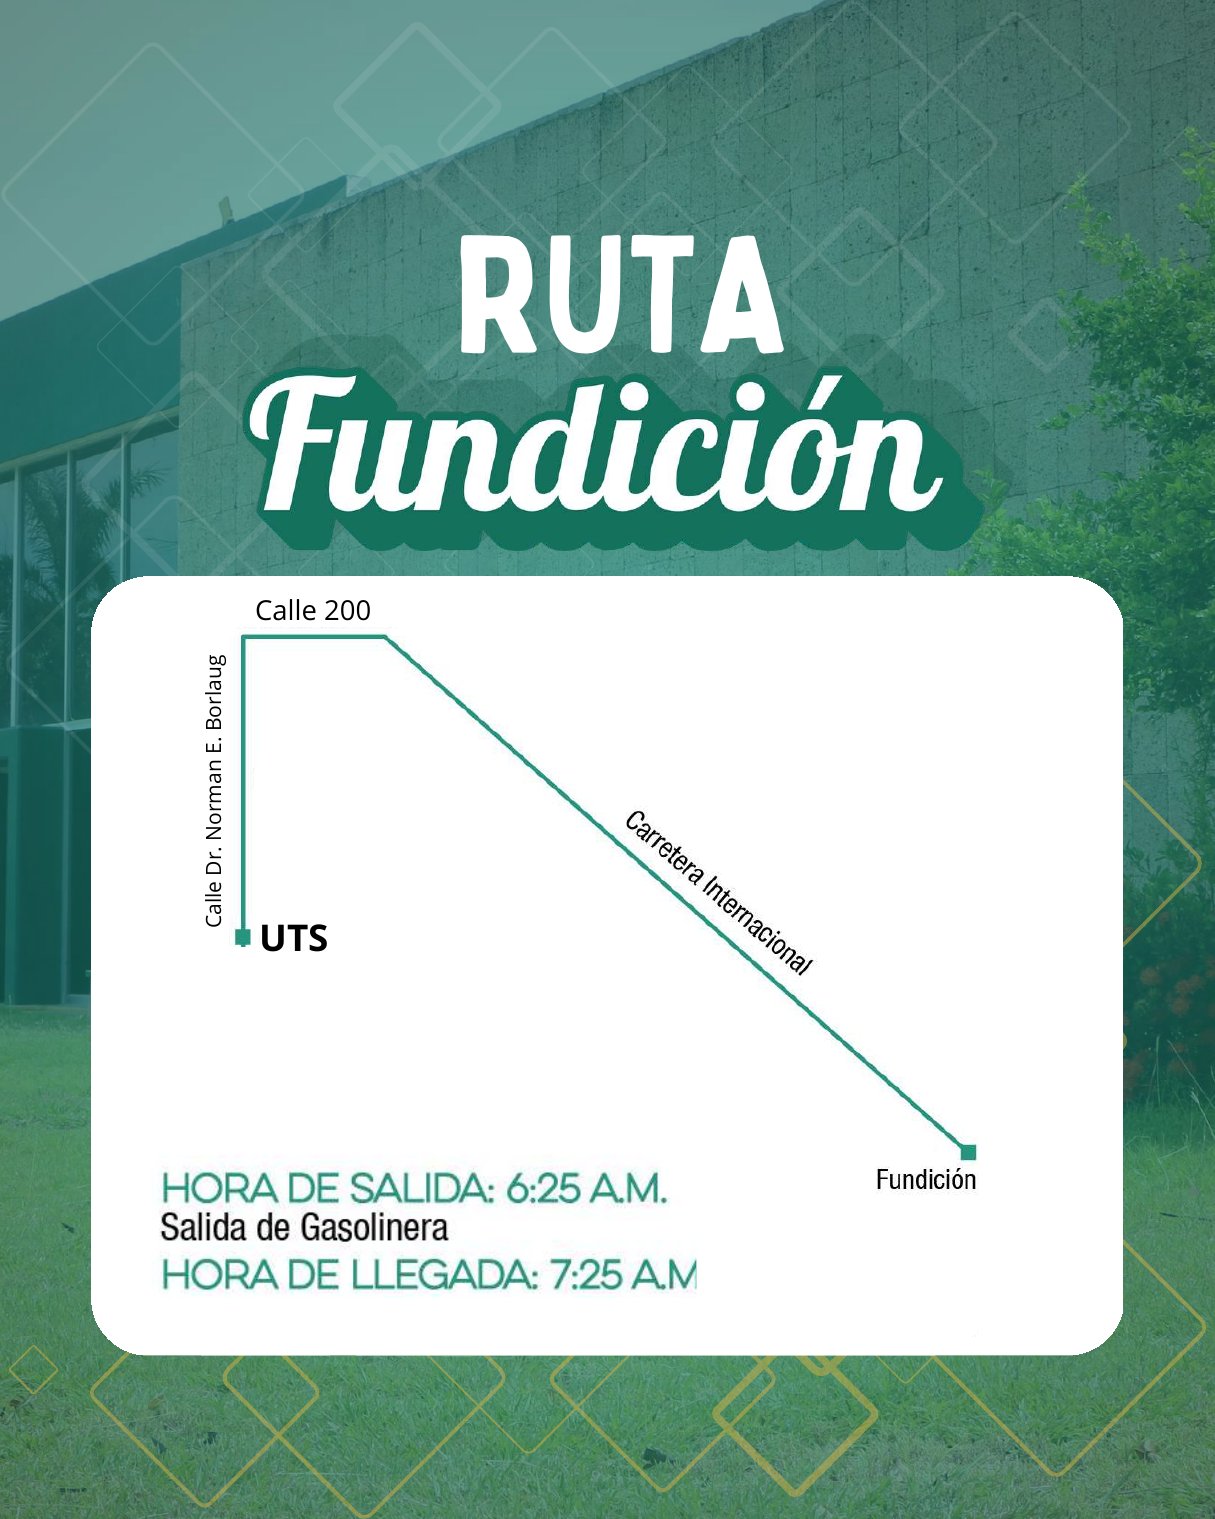 RUTA
Fundición
Calle 200
Calle Dr. Norman E. Borlaug
UTS
Carretera Internacional
Fundición
HORA DE SALIDA: 6:25 A.M.
Salida de Gasolinera
HORA DE LLEGADA: 7:25 A.M